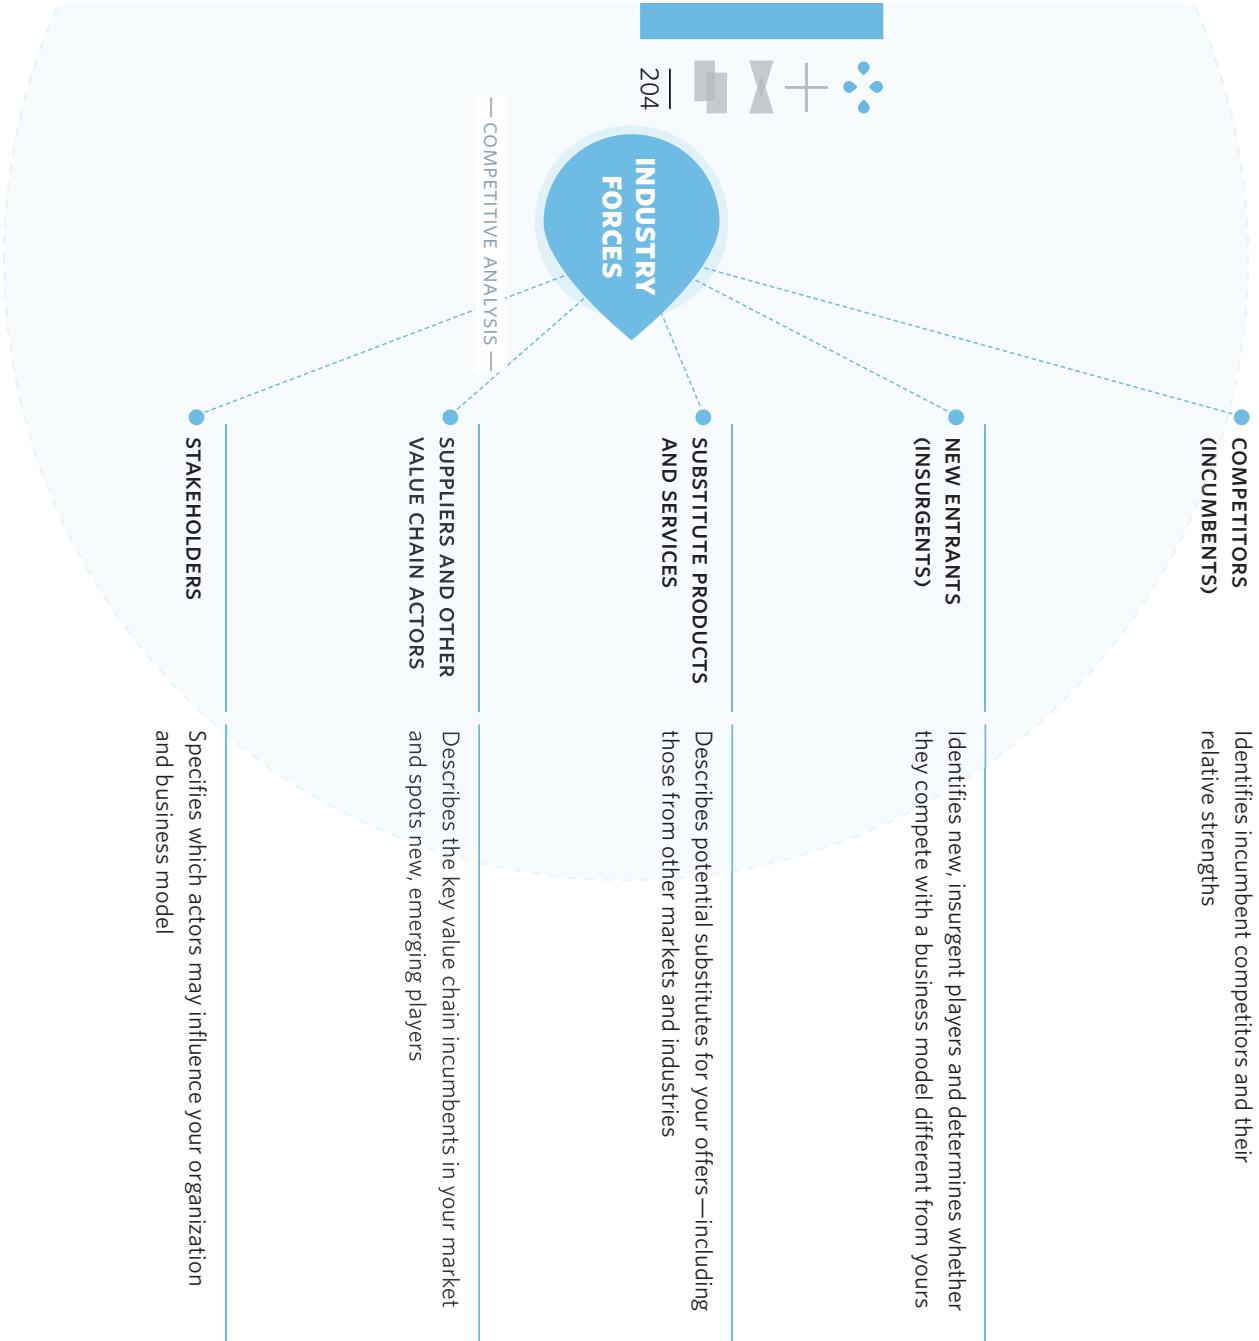 204
INDUSTRY
FORCES
— COMPETITIVE ANALYSIS —
COMPETITORS
(INCUMBENTS)
Identifies incumbent competitors and their
relative strengths
NEW ENTRANTS
(INSURGENTS)
Identifies new, insurgent players and determines whether
they compete with a business model different from yours
SUBSTITUTE PRODUCTS
AND SERVICES
Describes potential substitutes for your offers—including
those from other markets and industries
SUPPLIERS AND OTHER
VALUE CHAIN ACTORS
Describes the key value chain incumbents in your market
and spots new, emerging players
STAKEHOLDERS
Specifies which actors may influence your organization
and business model